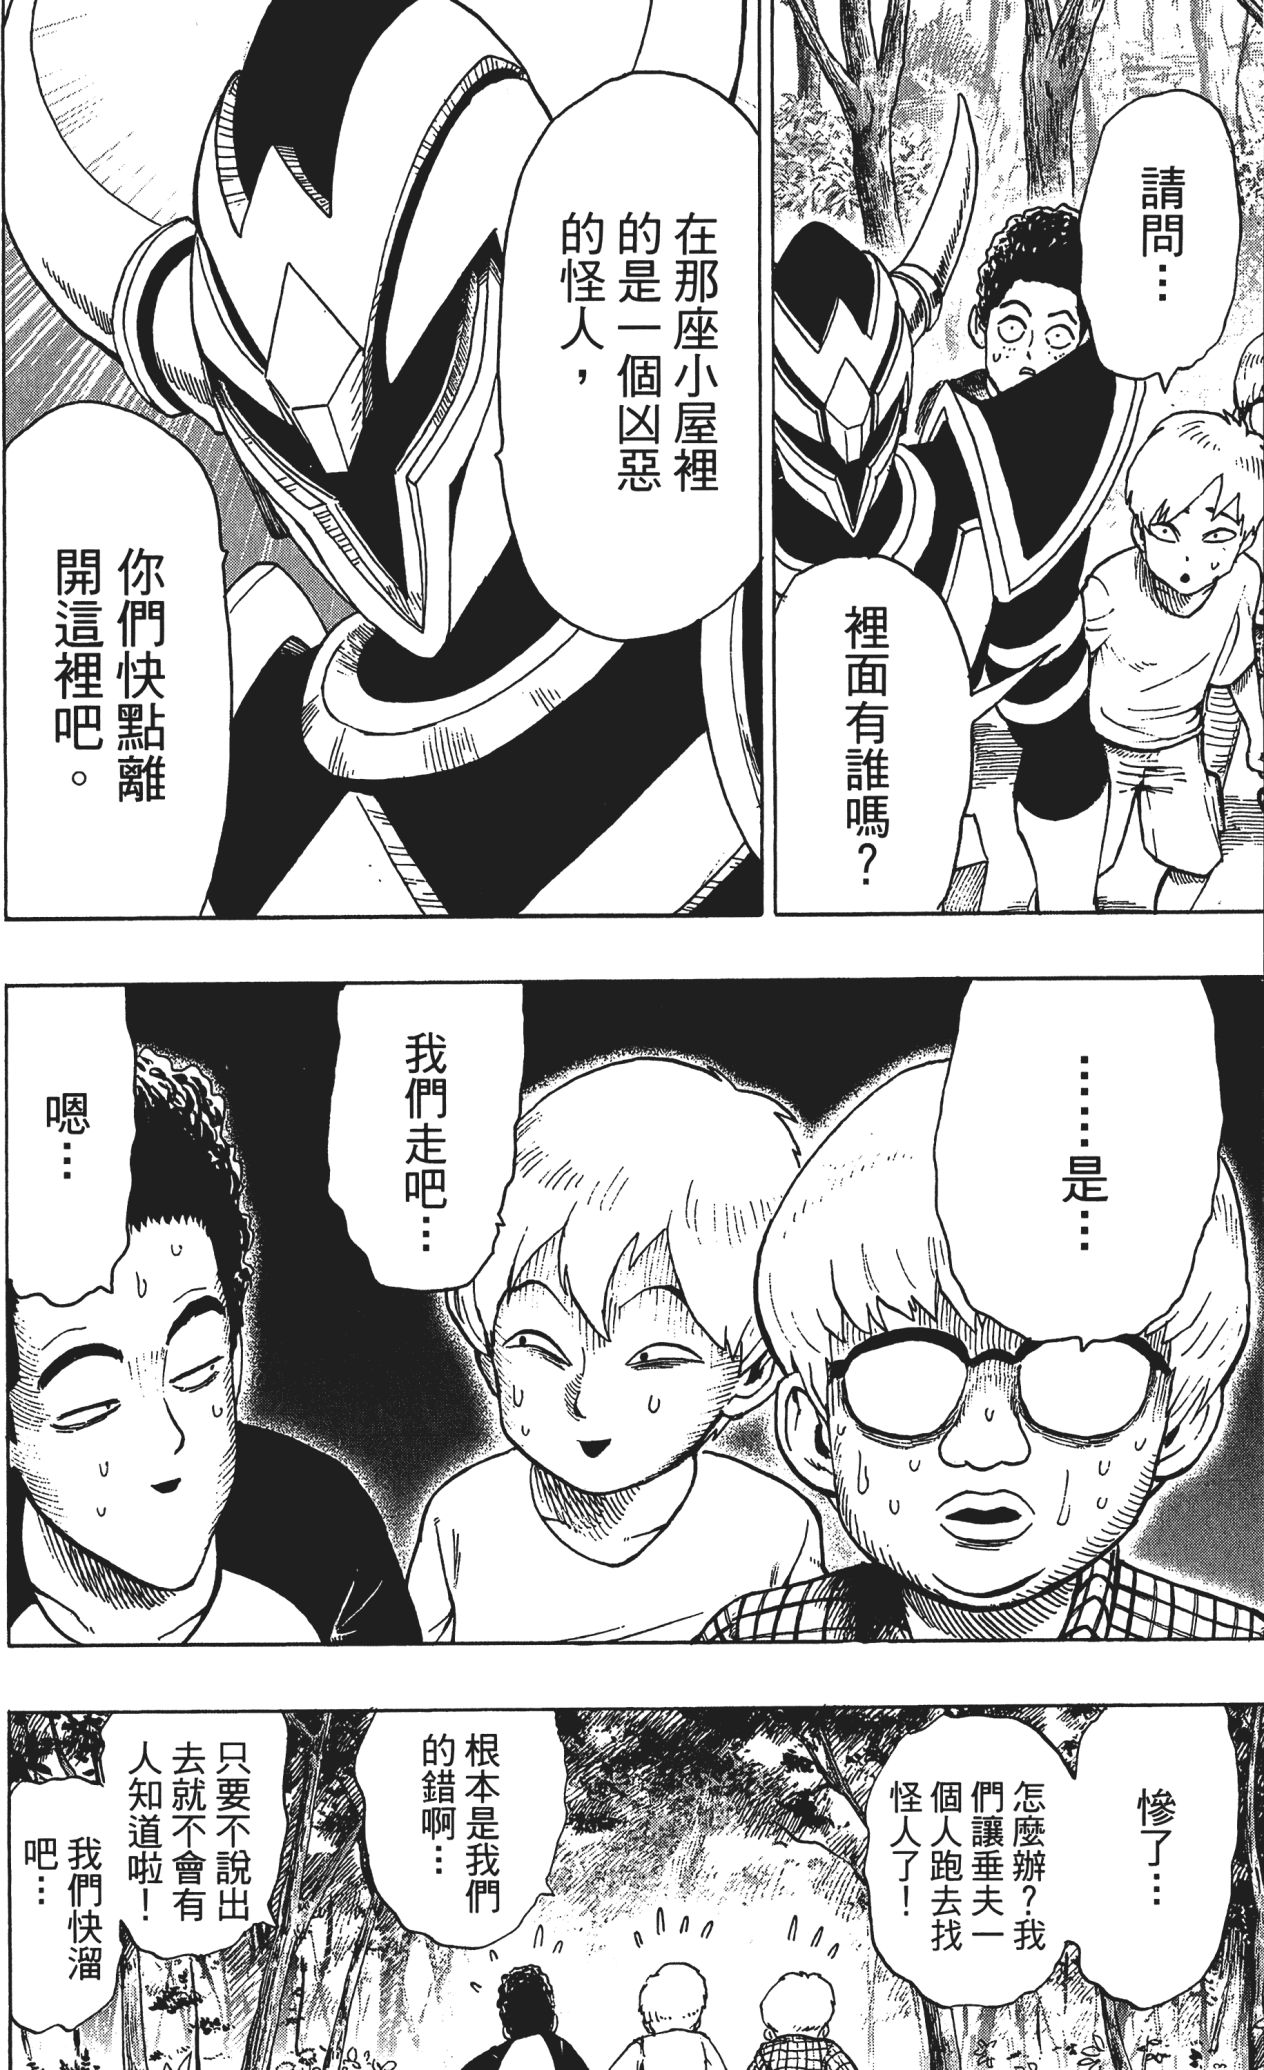 請問…
裡面有誰嗎？
在那座小屋裡
的是一個凶惡
的怪人，
你們快點離
開這裡吧。
……是…
我們走吧…
嗯…
慘了…
怎麼辦？我
們讓垂夫一
個人跑去找
怪人了！
根本是我們
的錯啊…
只要不說出
去就不會有
人知道啦！
我們快溜
吧…